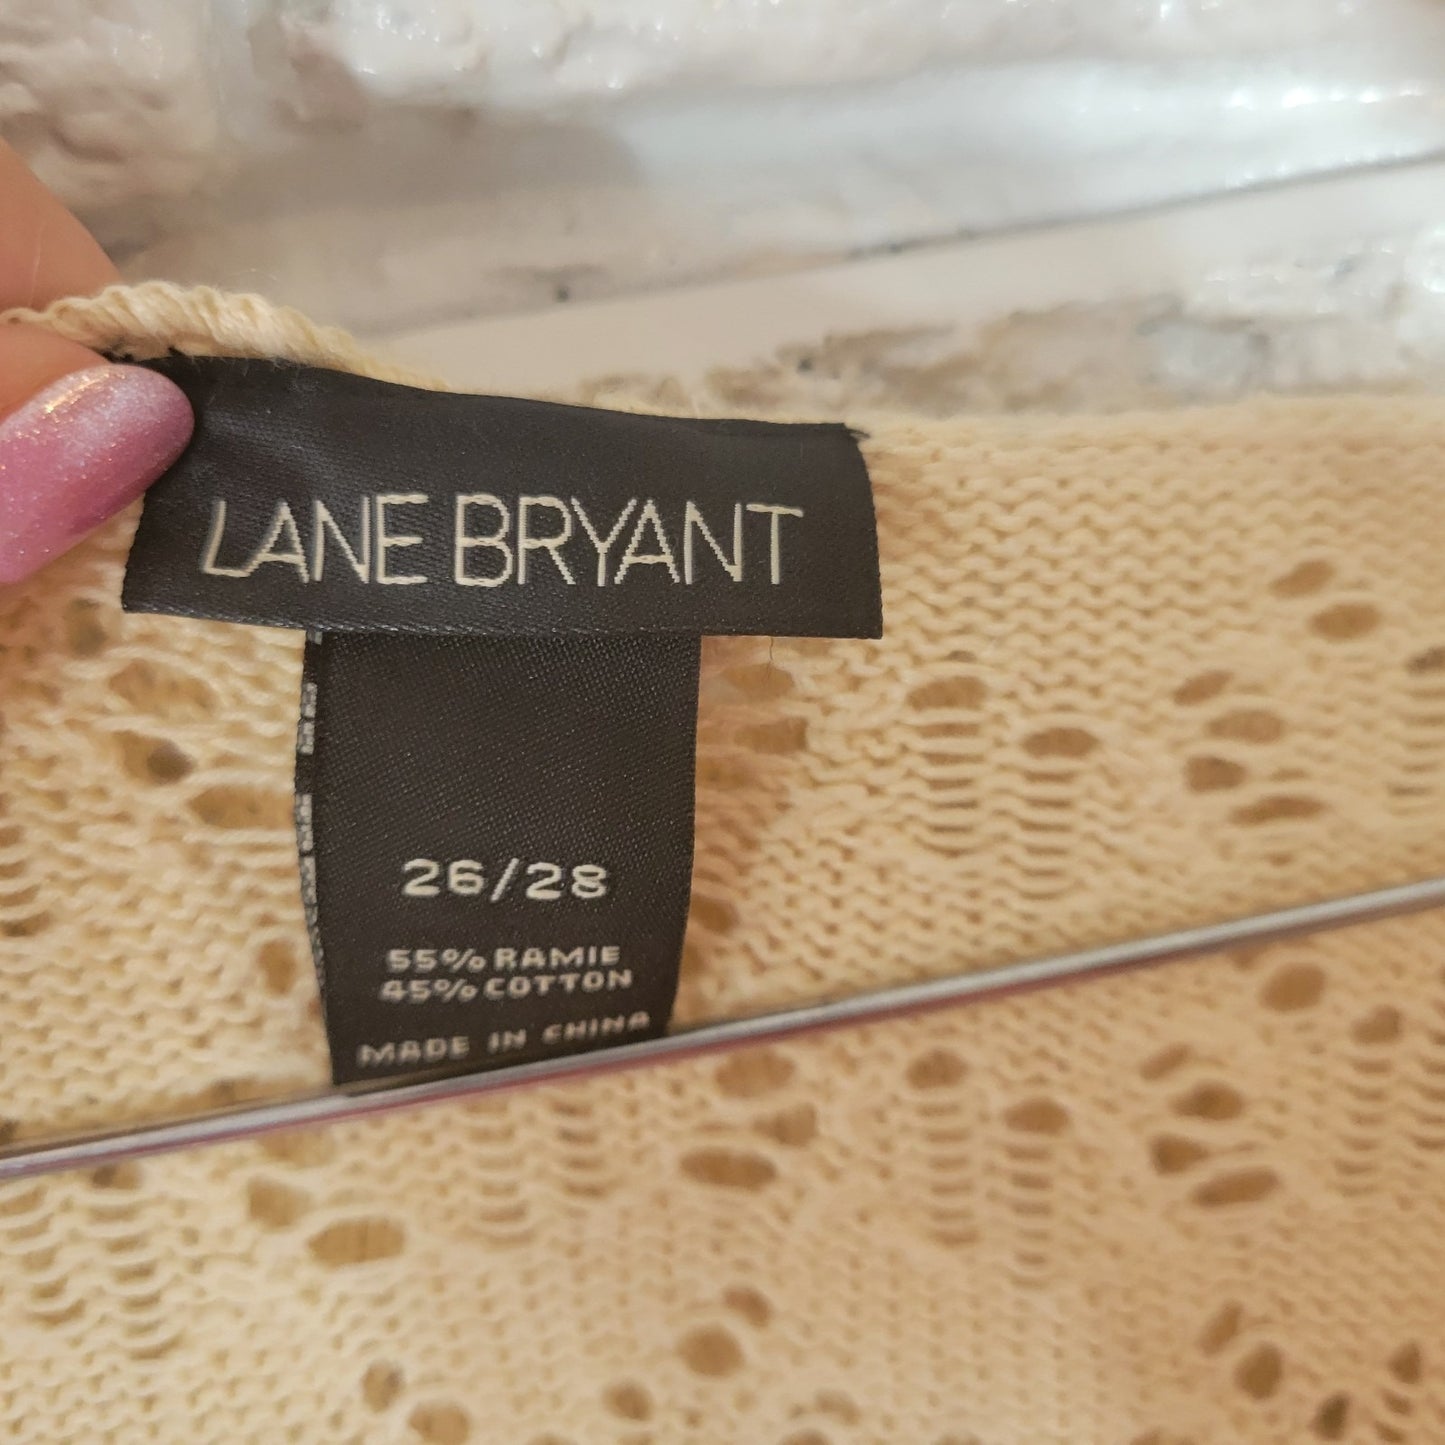 LANE BRYANT
26/28
55% RAMIE
45% COTTON
MADE IN CHINA